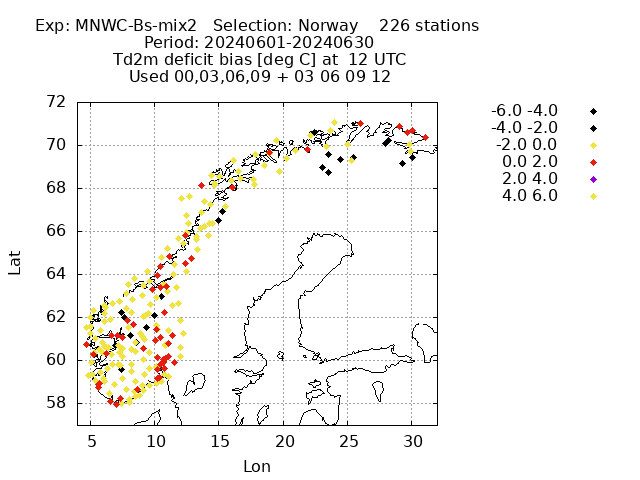 Exp: MNWC-Bs-mix2   Selection: Norway    226 stations
Period: 20240601-20240630
Td2m deficit bias [deg C] at  12 UTC
Used 00,03,06,09 + 03 06 09 12
-6.0 -4.0
-4.0 -2.0
-2.0 0.0
0.0 2.0
2.0 4.0
4.0 6.0
72
70
68
66
64
62
60
58
Lat
5 10 15 20 25 30
Lon